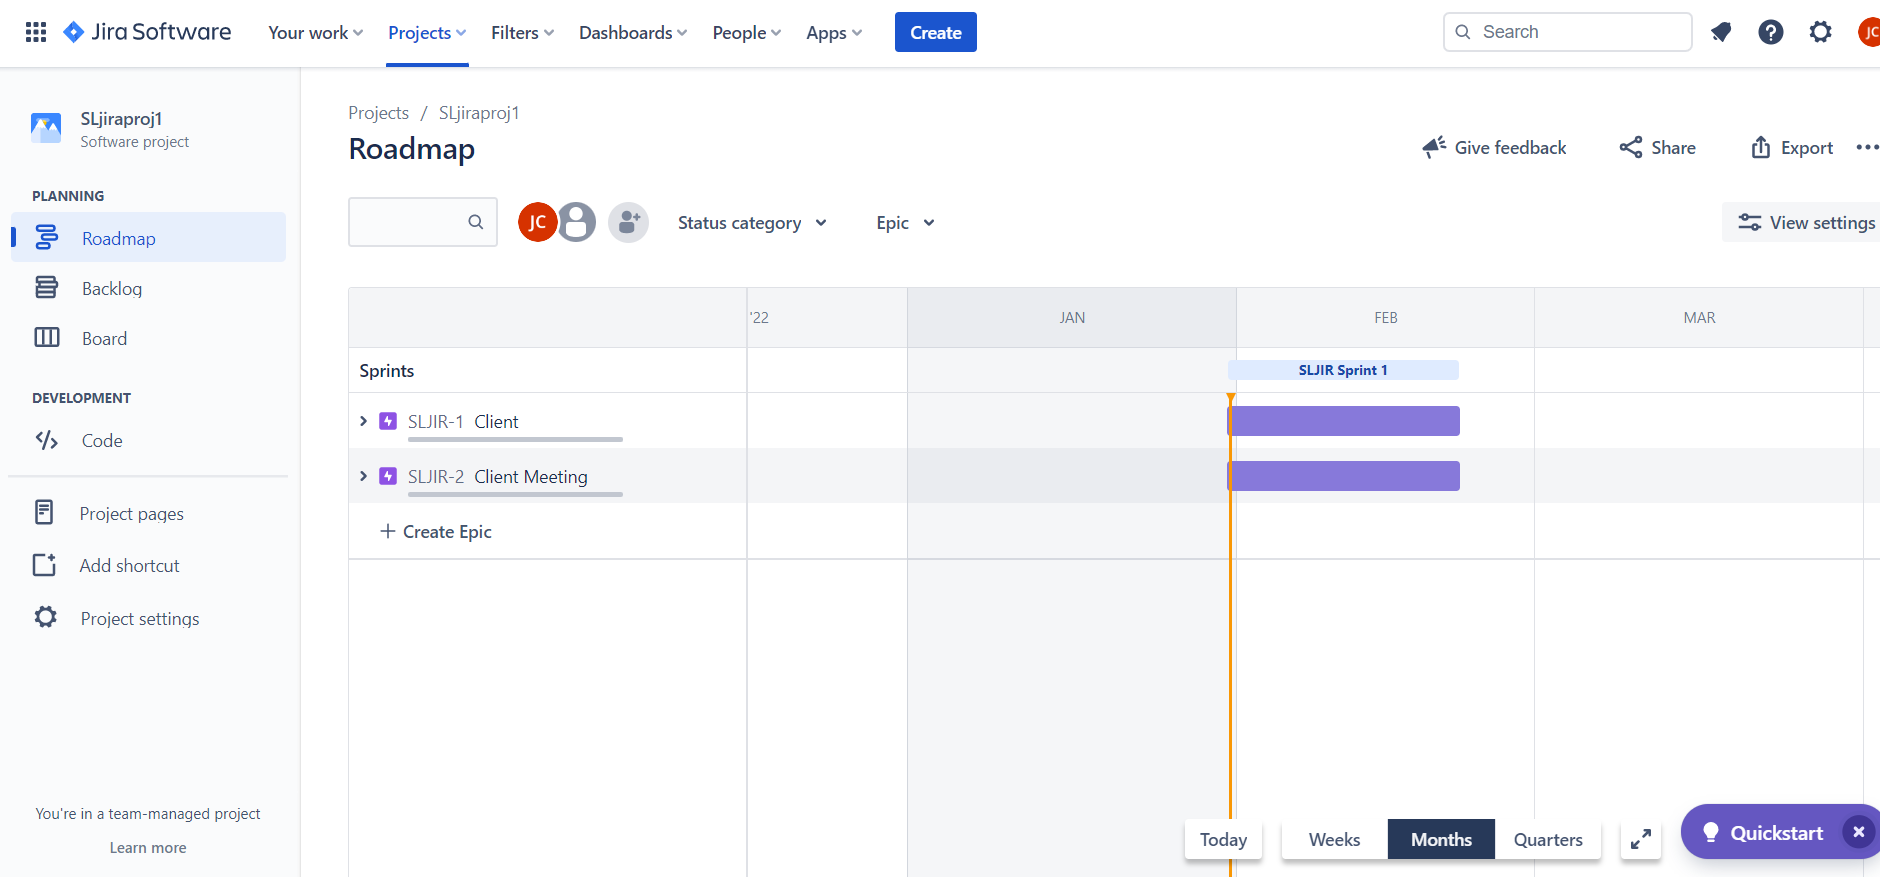 Jira Software Your work Projects Filters Dashboards People Apps Create Search JC
SLjiraproj1
Software project
PLANNING
Roadmap
Backlog
Board
DEVELOPMENT
Code
Project pages
Add shortcut
Project settings
You're in a team-managed project
Learn more
Projects / SLjiraproj1
Roadmap
Give feedback Share Export
JC Status category Epic View settings
'22 JAN FEB MAR
Sprints SLJIR Sprint 1
SLJIR-1 Client
SLJIR-2 Client Meeting
+ Create Epic
Today Weeks Months Quarters Quickstart